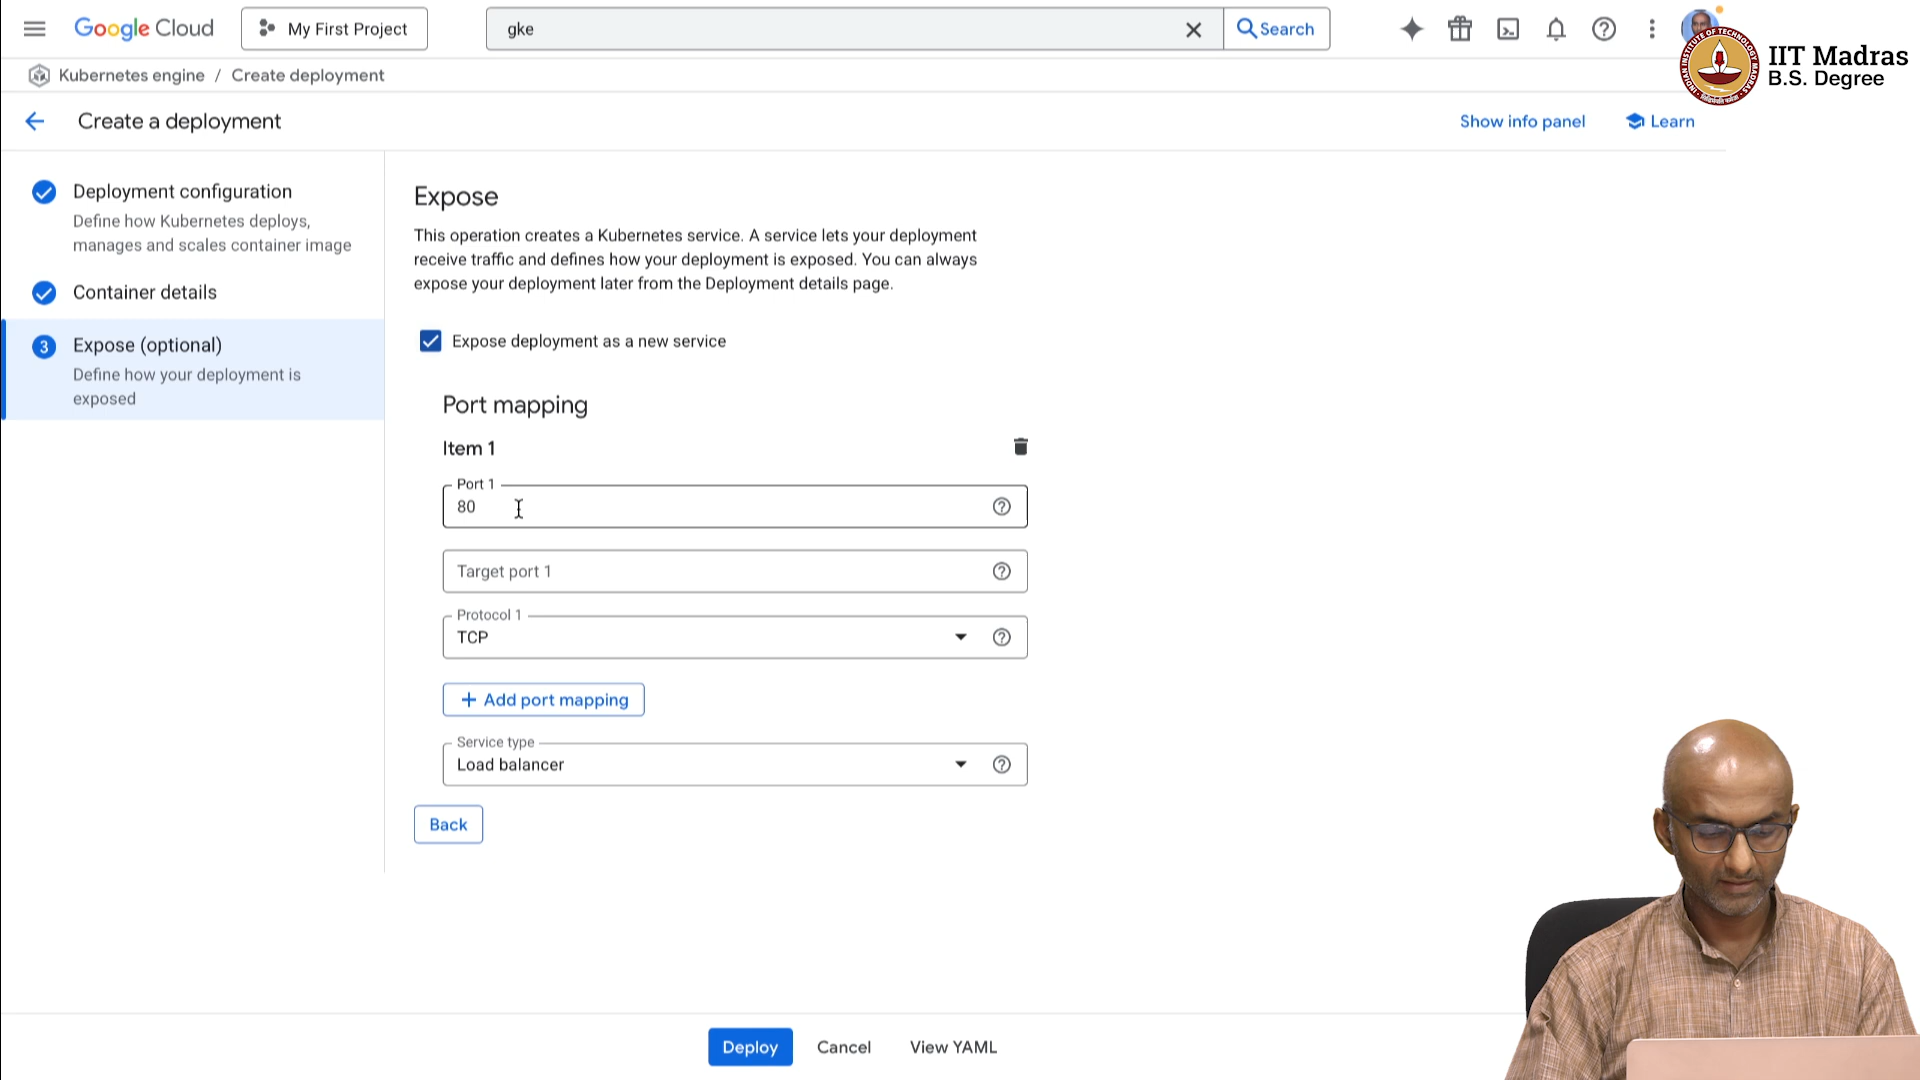 Google Cloud
My First Project
gke
Search
IIT Madras
B.S. Degree
Kubernetes engine / Create deployment
Create a deployment
Show info panel
Learn
Deployment configuration
Define how Kubernetes deploys,
manages and scales container image
Container details
3
Expose (optional)
Define how your deployment is
exposed
Expose
This operation creates a Kubernetes service. A service lets your deployment
receive traffic and defines how your deployment is exposed. You can always
expose your deployment later from the Deployment details page.
Expose deployment as a new service
Port mapping
Item 1
Port 1
80
Target port 1
Protocol 1
TCP
+ Add port mapping
Service type
Load balancer
Back
Deploy
Cancel
View YAML